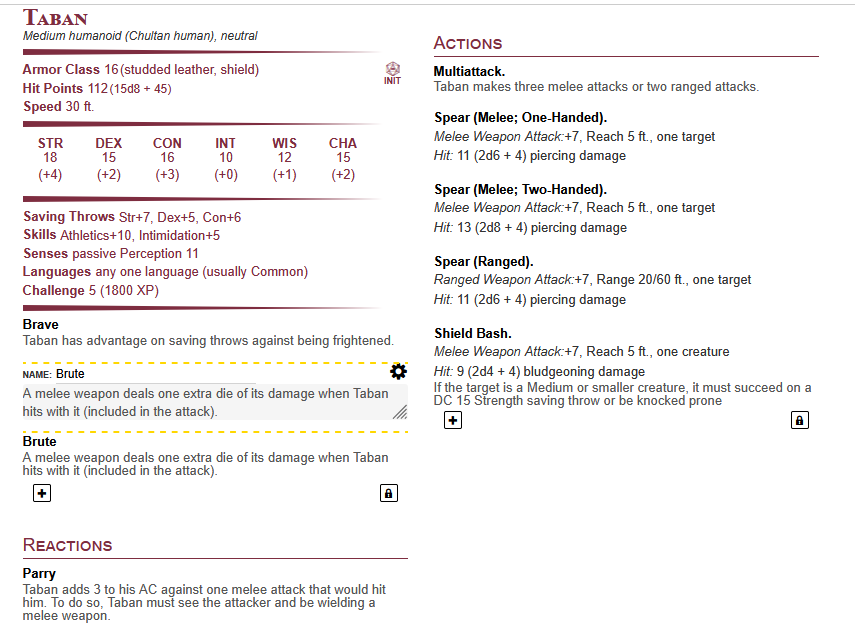 Taban
Medium humanoid (Chultan human), neutral
Armor Class 16 (studded leather, shield)
Hit Points 112 (15d8 + 45)
Speed 30 ft.
INIT
STR DEX CON INT WIS CHA
18 15 16 10 12 15
(+4) (+2) (+3) (+0) (+1) (+2)
Saving Throws Str+7, Dex+5, Con+6
Skills Athletics+10, Intimidation+5
Senses passive Perception 11
Languages any one language (usually Common)
Challenge 5 (1800 XP)
Brave
Taban has advantage on saving throws against being frightened.
NAME: Brute
A melee weapon deals one extra die of its damage when Taban
hits with it (included in the attack).
Brute
A melee weapon deals one extra die of its damage when Taban
hits with it (included in the attack).
Reactions
Parry
Taban adds 3 to his AC against one melee attack that would hit
him. To do so, Taban must see the attacker and be wielding a
melee weapon.
Actions
Multiattack.
Taban makes three melee attacks or two ranged attacks.
Spear (Melee; One-Handed).
Melee Weapon Attack:+7, Reach 5 ft., one target
Hit: 11 (2d6 + 4) piercing damage
Spear (Melee; Two-Handed).
Melee Weapon Attack:+7, Reach 5 ft., one target
Hit: 13 (2d8 + 4) piercing damage
Spear (Ranged).
Ranged Weapon Attack:+7, Range 20/60 ft., one target
Hit: 11 (2d6 + 4) piercing damage
Shield Bash.
Melee Weapon Attack:+7, Reach 5 ft., one creature
Hit: 9 (2d4 + 4) bludgeoning damage
If the target is a Medium or smaller creature, it must succeed on a
DC 15 Strength saving throw or be knocked prone